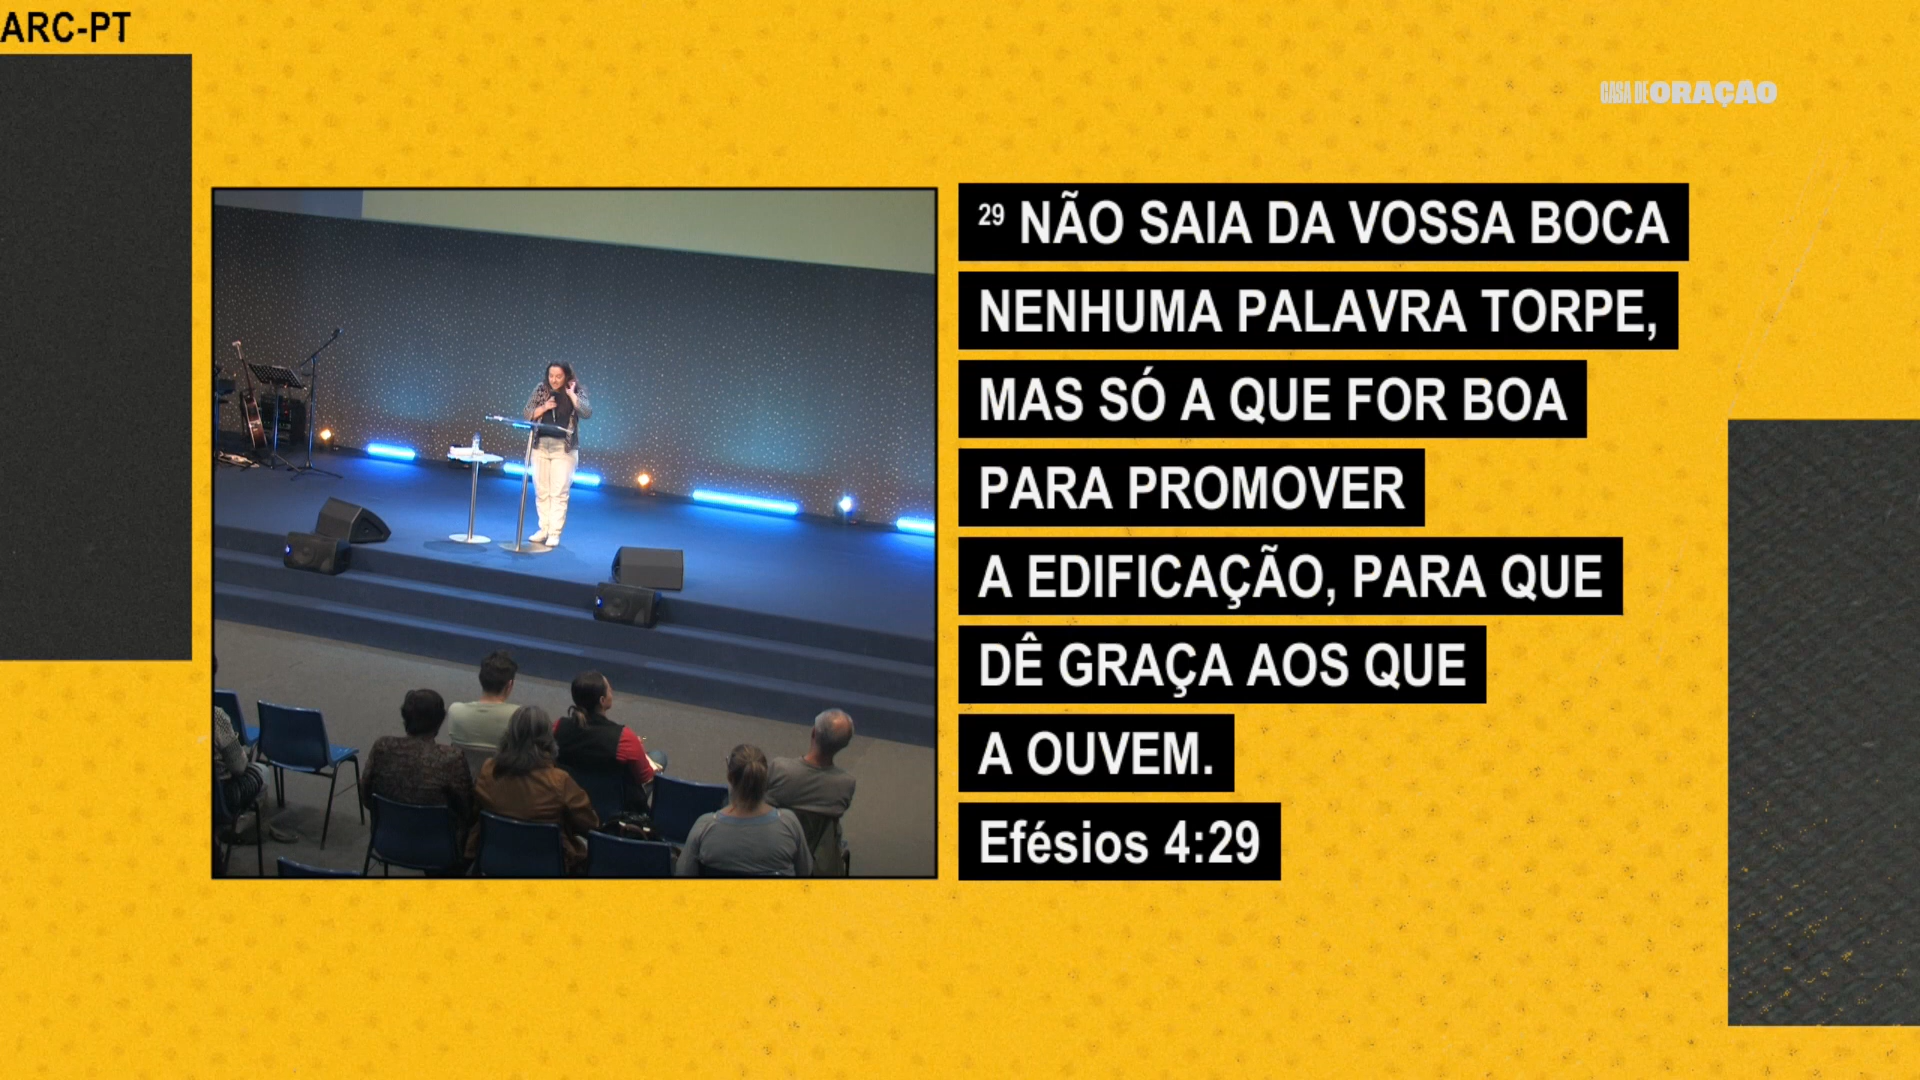 ARC-PT
CASA DE ORAÇÃO
29 NÃO SAIA DA VOSSA BOCA
NENHUMA PALAVRA TORPE,
MAS SÓ A QUE FOR BOA
PARA PROMOVER
A EDIFICAÇÃO, PARA QUE
DÊ GRAÇA AOS QUE
A OUVEM.
Efésios 4:29